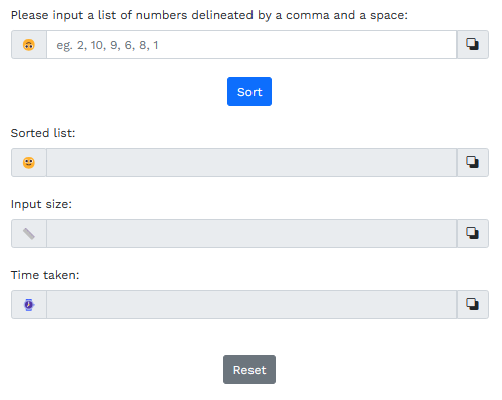 Please input a list of numbers delineated by a comma and a space:
eg. 2, 10, 9, 6, 8, 1
Sort
Sorted list:
Input size:
Time taken:
Reset